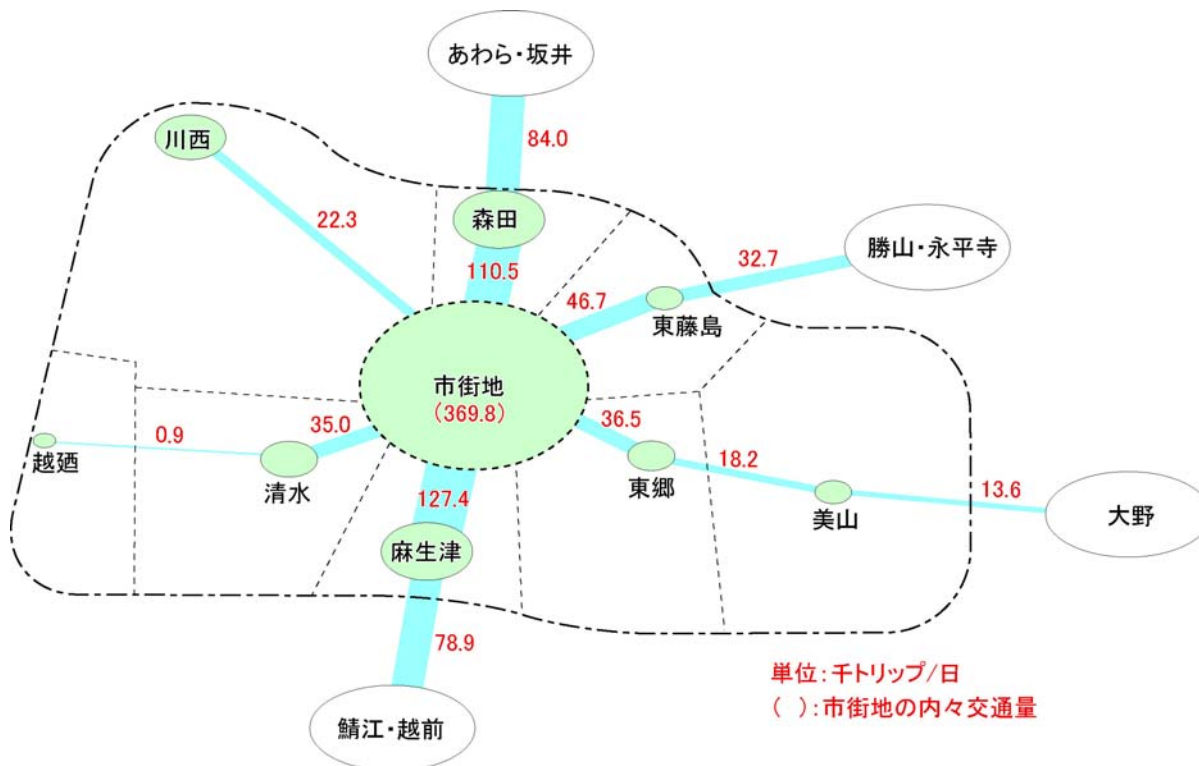 あわら・坂井
川西
84.0
森田
22.3
勝山・永平寺
32.7
110.5
46.7
東藤島
市街地
(369.8)
35.0
36.5
0.9
越廼
清水
東郷
18.2
美山
13.6
大野
127.4
麻生津
78.9
鯖江・越前
単位:千トリップ/日
( ):市街地の内々交通量